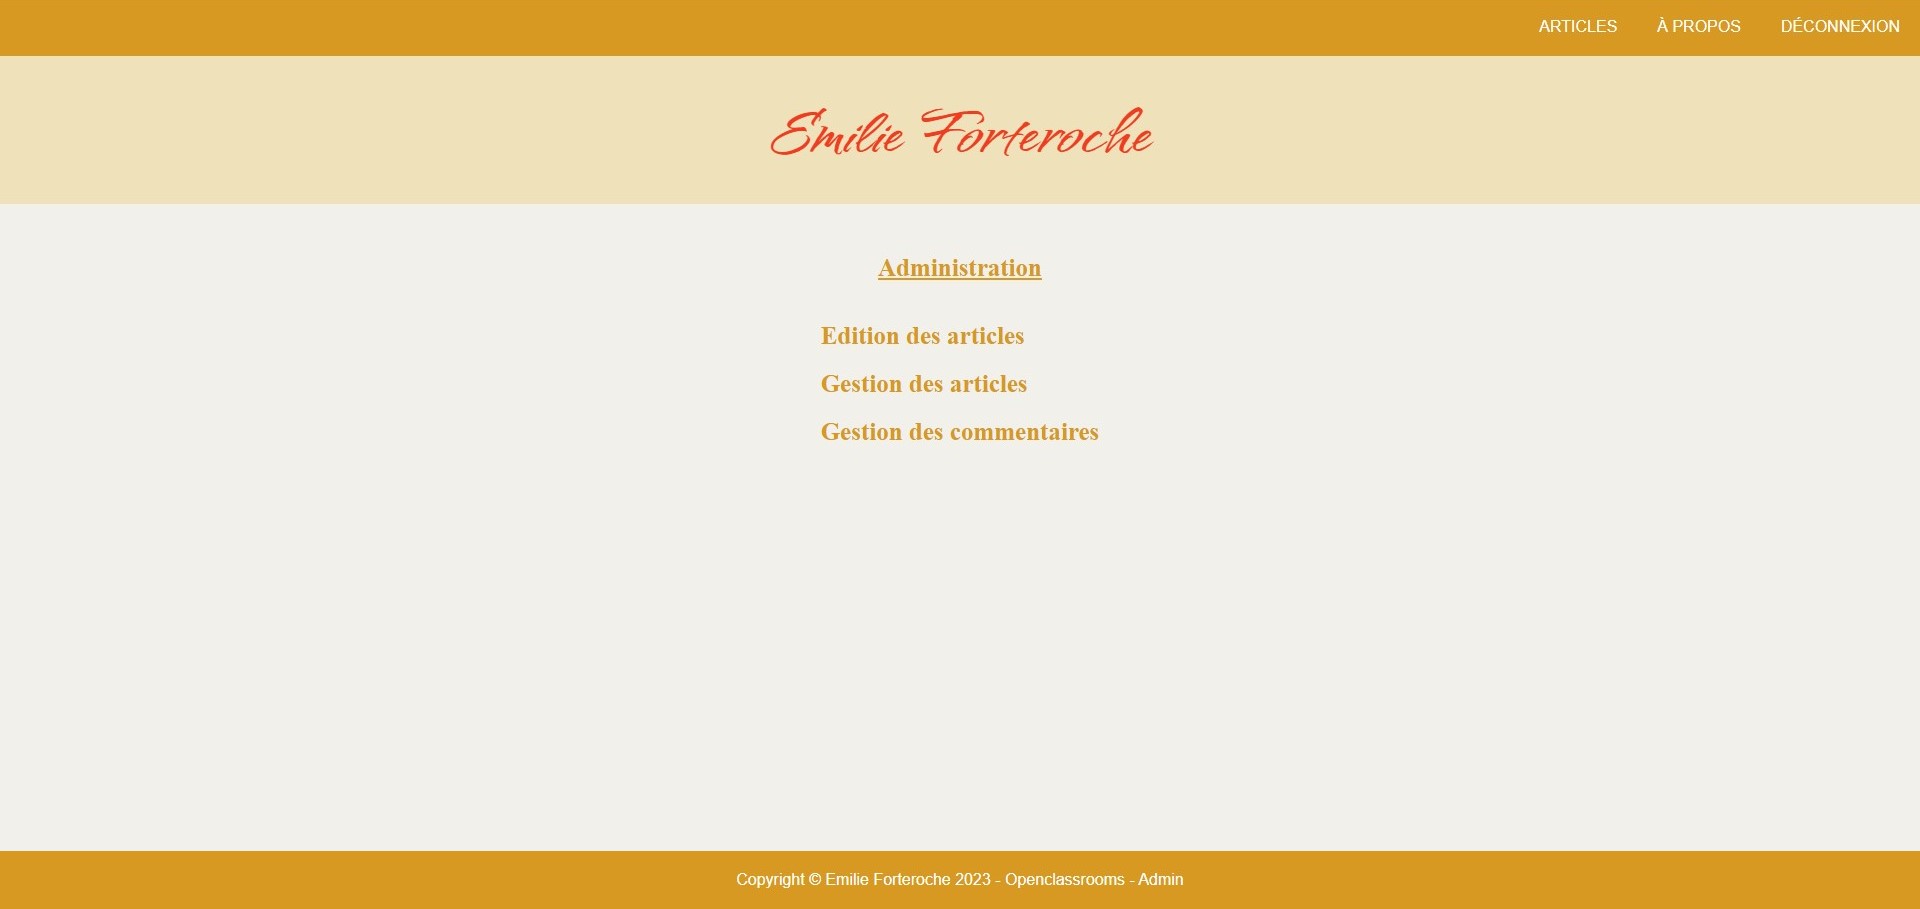 ARTICLES À PROPOS DÉCONNEXION
Emilie Forteroche
Administration
Edition des articles
Gestion des articles
Gestion des commentaires
Copyright © Emilie Forteroche 2023 - Openclassrooms - Admin